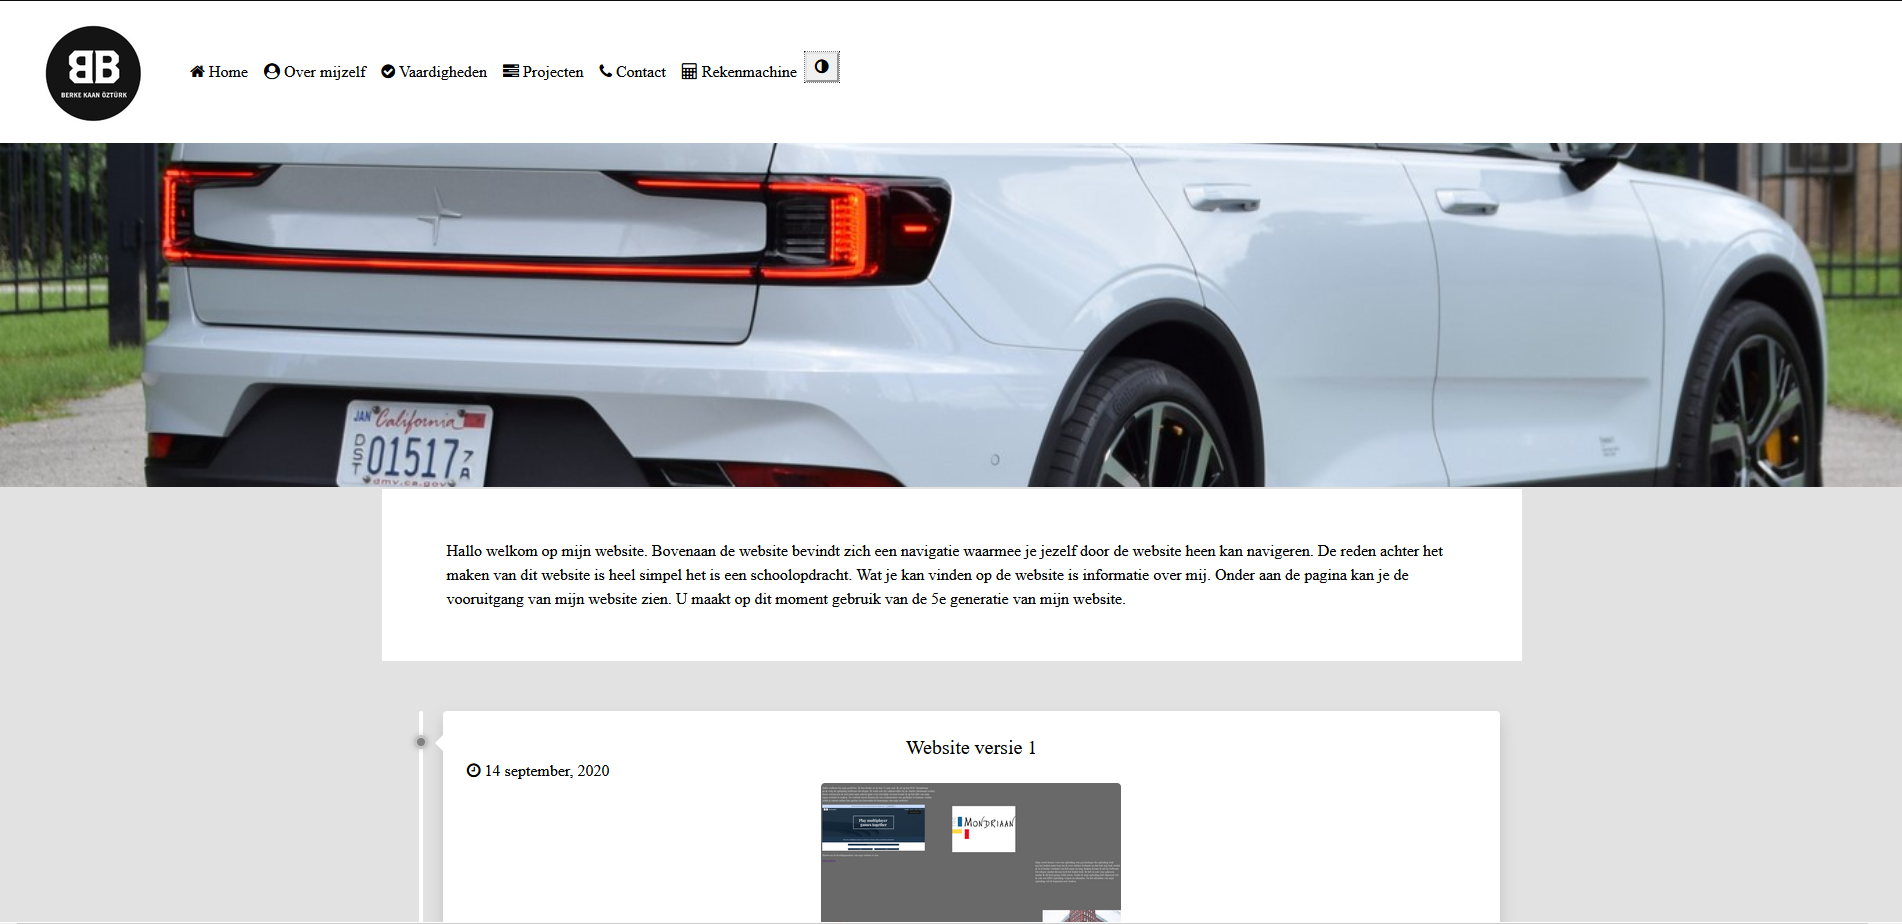 BB
BERKE KAAN ÖZTÜRK
Home Over mijzelf Vaardigheden Projecten Contact Rekenmachine
JAN California
DST 01517 7A
dmv.ca.gov
Hallo welkom op mijn website. Bovenaan de website bevindt zich een navigatie waarmee je jezelf door de website heen kan navigeren. De reden achter het
maken van dit website is heel simpel het is een schoolopdracht. Wat je kan vinden op de website is informatie over mij. Onder aan de pagina kan je de
vooruitgang van mijn website zien. U maakt op dit moment gebruik van de 5e generatie van mijn website.
Website versie 1
14 september, 2020
Play multiplayer
games together
MONDRIAAN